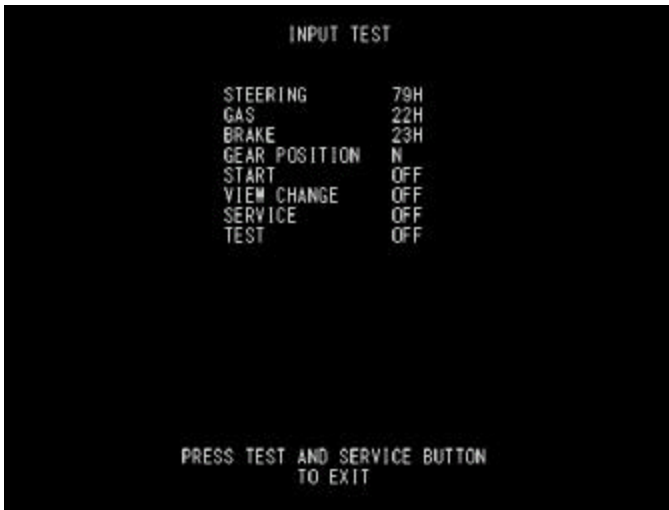 INPUT TEST
STEERING 79H
GAS 22H
BRAKE 23H
GEAR POSITION N
START OFF
VIEW CHANGE OFF
SERVICE OFF
TEST OFF
PRESS TEST AND SERVICE BUTTON
TO EXIT